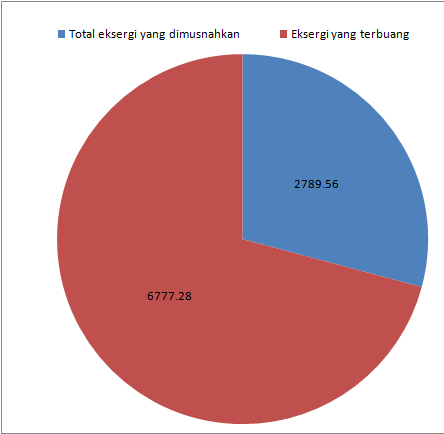 Total eksergi yang dimusnahkan Eksergi yang terbuang
2789.56
6777.28